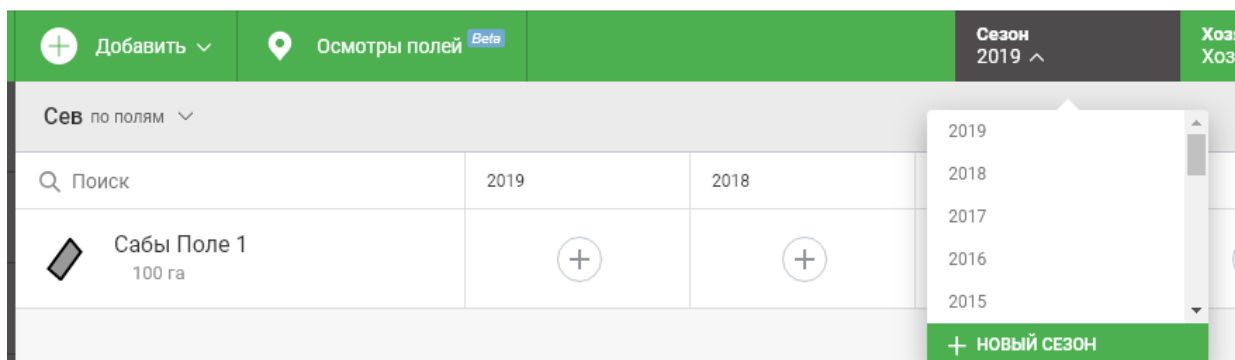 Добавить
Осмотры полей Beta
Сезон
2019
Сев по полям
Поиск
2019
2018
Сабы Поле 1
100 га
2019
2018
2017
2016
2015
НОВЫЙ СЕЗОН